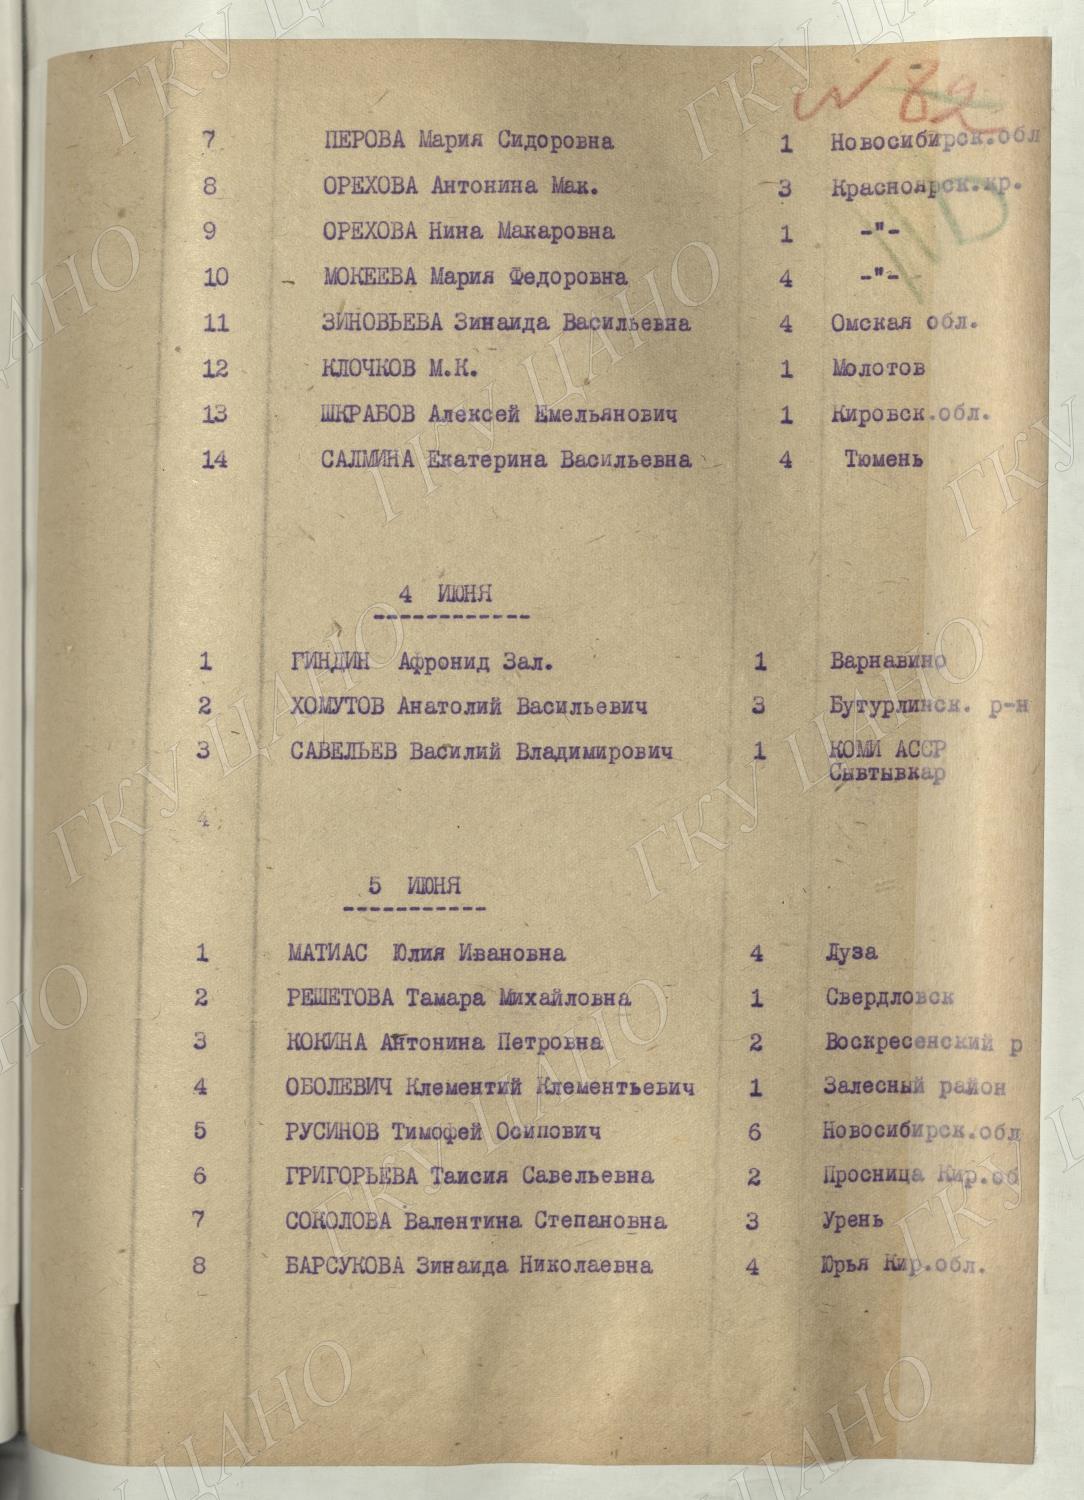 № 82
7 ПЕРОВА Мария Сидоровна 1 Новосибирск.обл
8 ОРЕХОВА Антонина Мак. 3 Красноярск.кр.
9 ОРЕХОВА Нина Макаровна 1 -"-
10 МОКЕЕВА Мария Федоровна 4 -"-
11 ЗИНОВЬЕВА Зинаида Васильевна 4 Омская обл.
12 КЛОЧКОВ М.К. 1 Молотов
13 ШКРАБОВ Алексей Емельянович 1 Кировск.обл.
14 САЛМИНА Екатерина Васильевна 4 Тюмень
4 ИЮНЯ
1 ГИНДИН Афронид Зал. 1 Варнавино
2 ХОМУТОВ Анатолий Васильевич 3 Бутурлинск. р-н
3 САВЕЛЬЕВ Василий Владимирович 1 КОМИ АССР
Сывтывкар
4
5 ИЮНЯ
1 МАТИАС Юлия Ивановна 4 Луза
2 РЕШЕТОВА Тамара Михайловна 1 Свердловск
3 КОКИНА Антонина Петровна 2 Воскресенский р
4 ОБОЛЕВИЧ Клементий Клементьевич 1 Залесный район
5 РУСИНОВ Тимофей Осипович 6 Новосибирск.обл
6 ГРИГОРЬЕВА Таисия Савельевна 2 Просница Кир.об
7 СОКОЛОВА Валентина Степановна 3 Урень
8 БАРСУКОВА Зинаида Николаевна 4 Юрья Кир.обл.
ГКУ ЦАНО